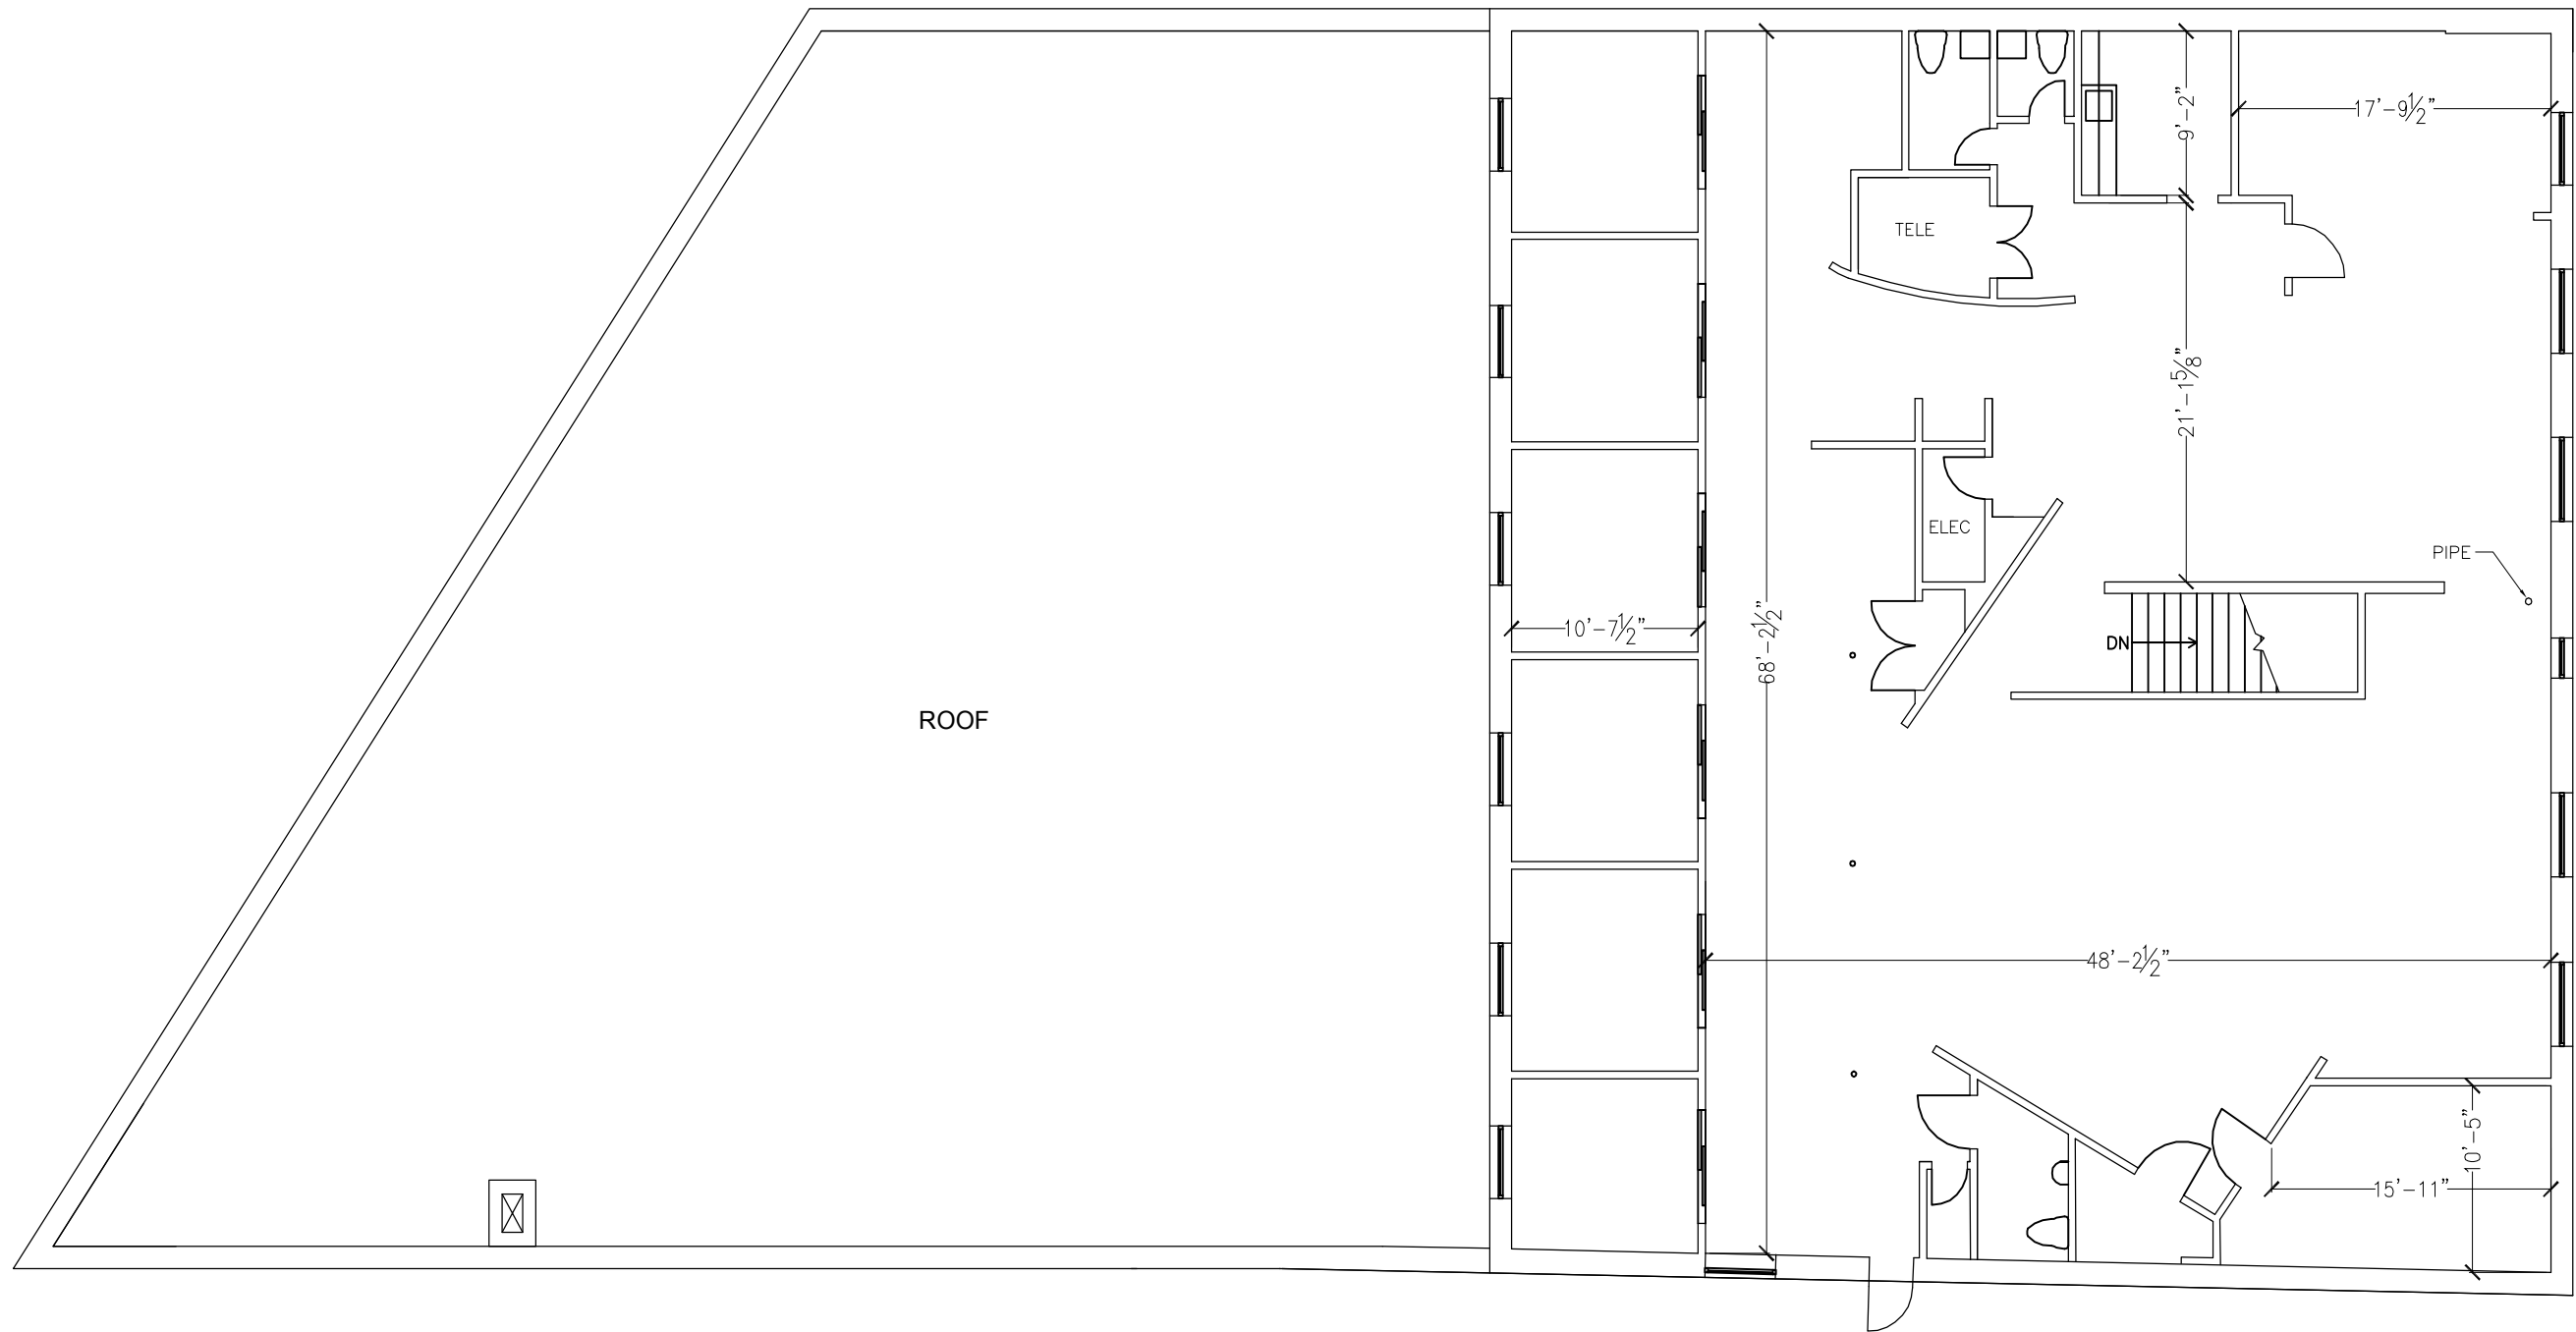 9'-2"
17'-9½"
TELE
21'-1⅝"
ELEC
PIPE
10'-7½"
68'-2½"
DN
ROOF
48'-2½"
10'-5"
15'-11"